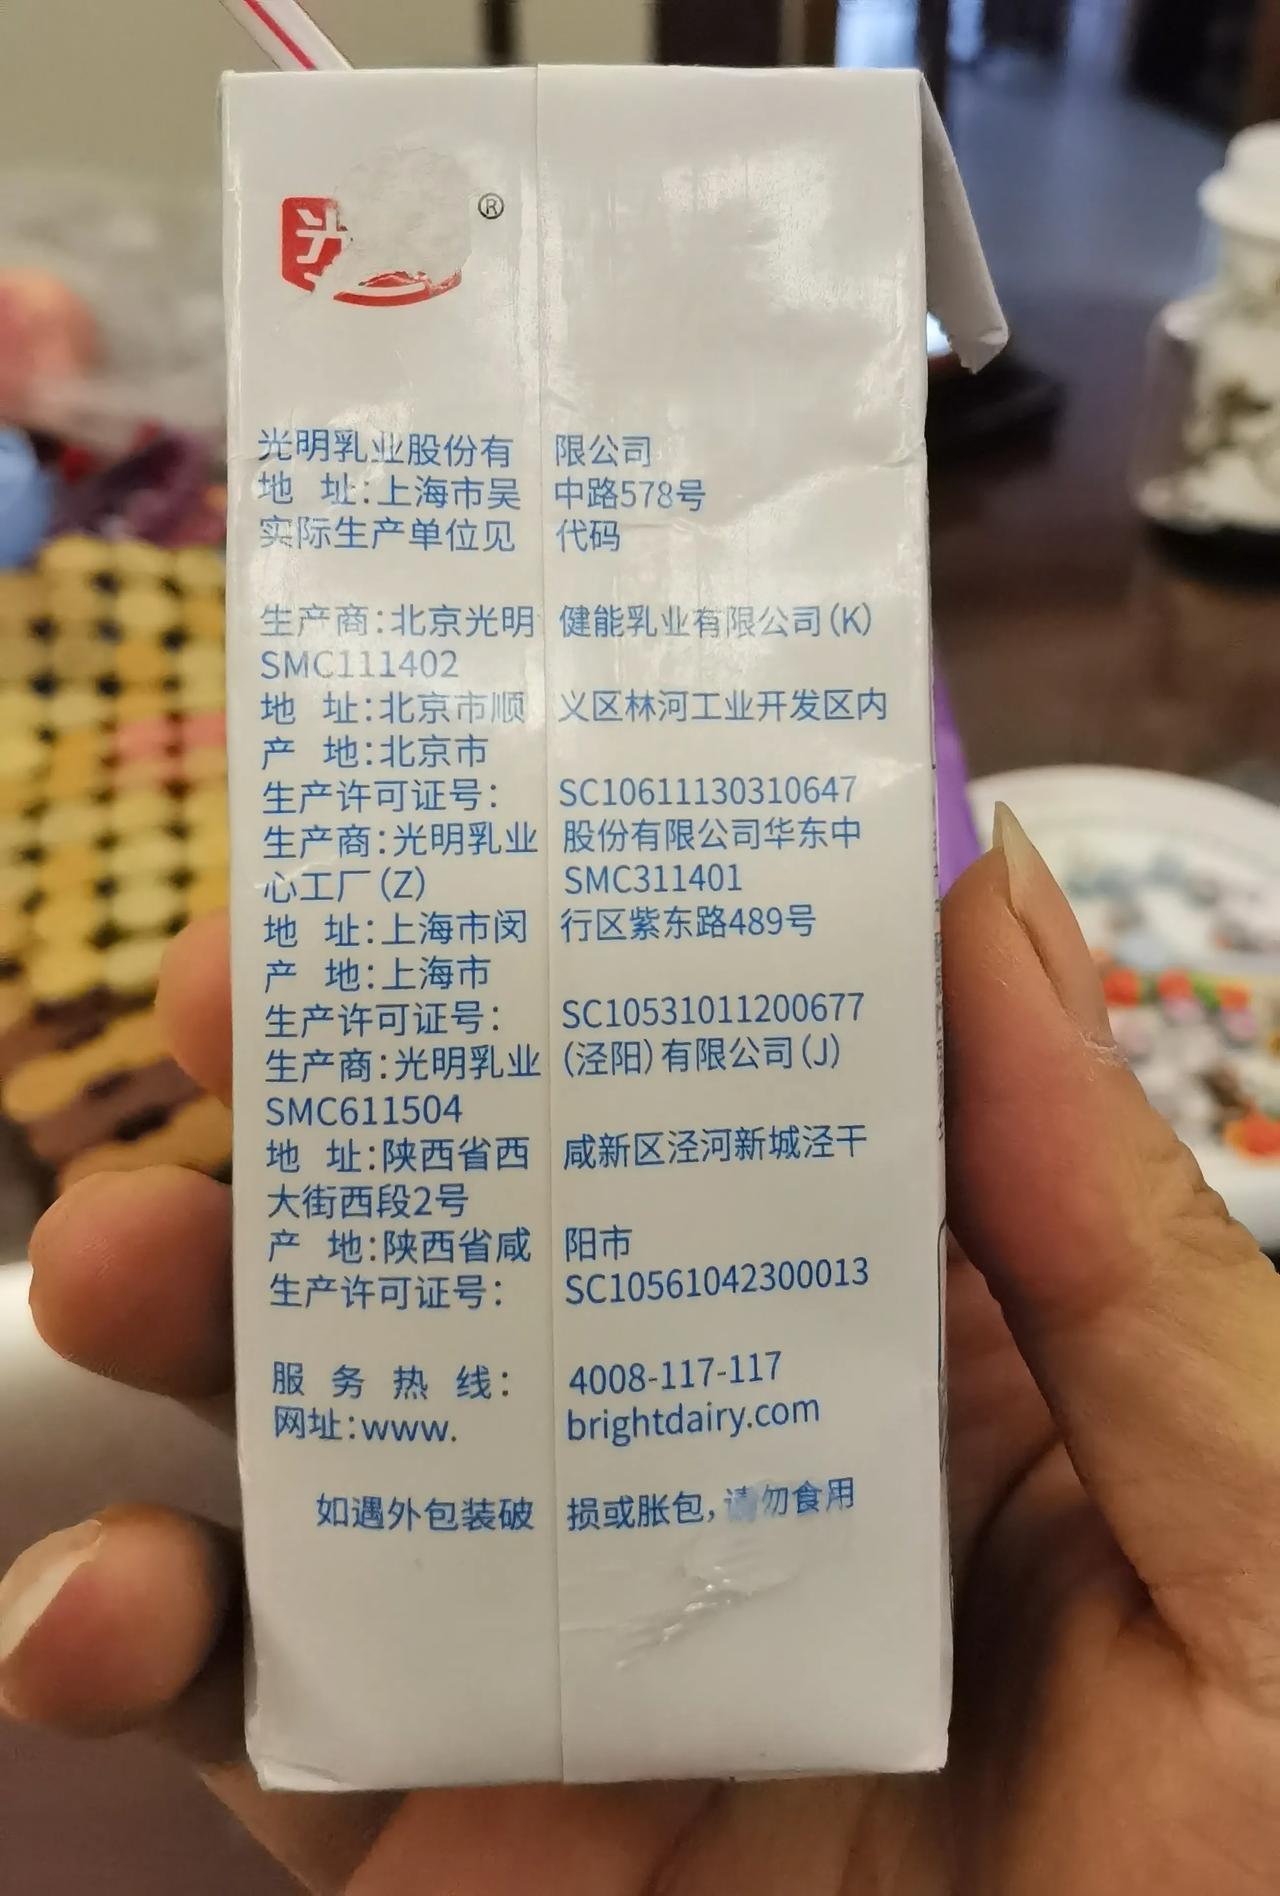 光
®
光明乳业股份有限公司
地 址:上海市吴中路578号
实际生产单位见代码
生产商:北京光明健能乳业有限公司(K)
SMC111402
地 址:北京市顺义区林河工业开发区内
产 地:北京市
生产许可证号: SC10611130310647
生产商:光明乳业股份有限公司华东中
心工厂(Z) SMC311401
地 址:上海市闵行区紫东路489号
产 地:上海市
生产许可证号: SC10531011200677
生产商:光明乳业(泾阳)有限公司(J)
SMC611504
地 址:陕西省西咸新区泾河新城泾干
大街西段2号
产 地:陕西省咸阳市
生产许可证号: SC10561042300013
服 务 热 线: 4008-117-117
网址:www.brightdairy.com
如遇外包装破损或胀包,请勿食用